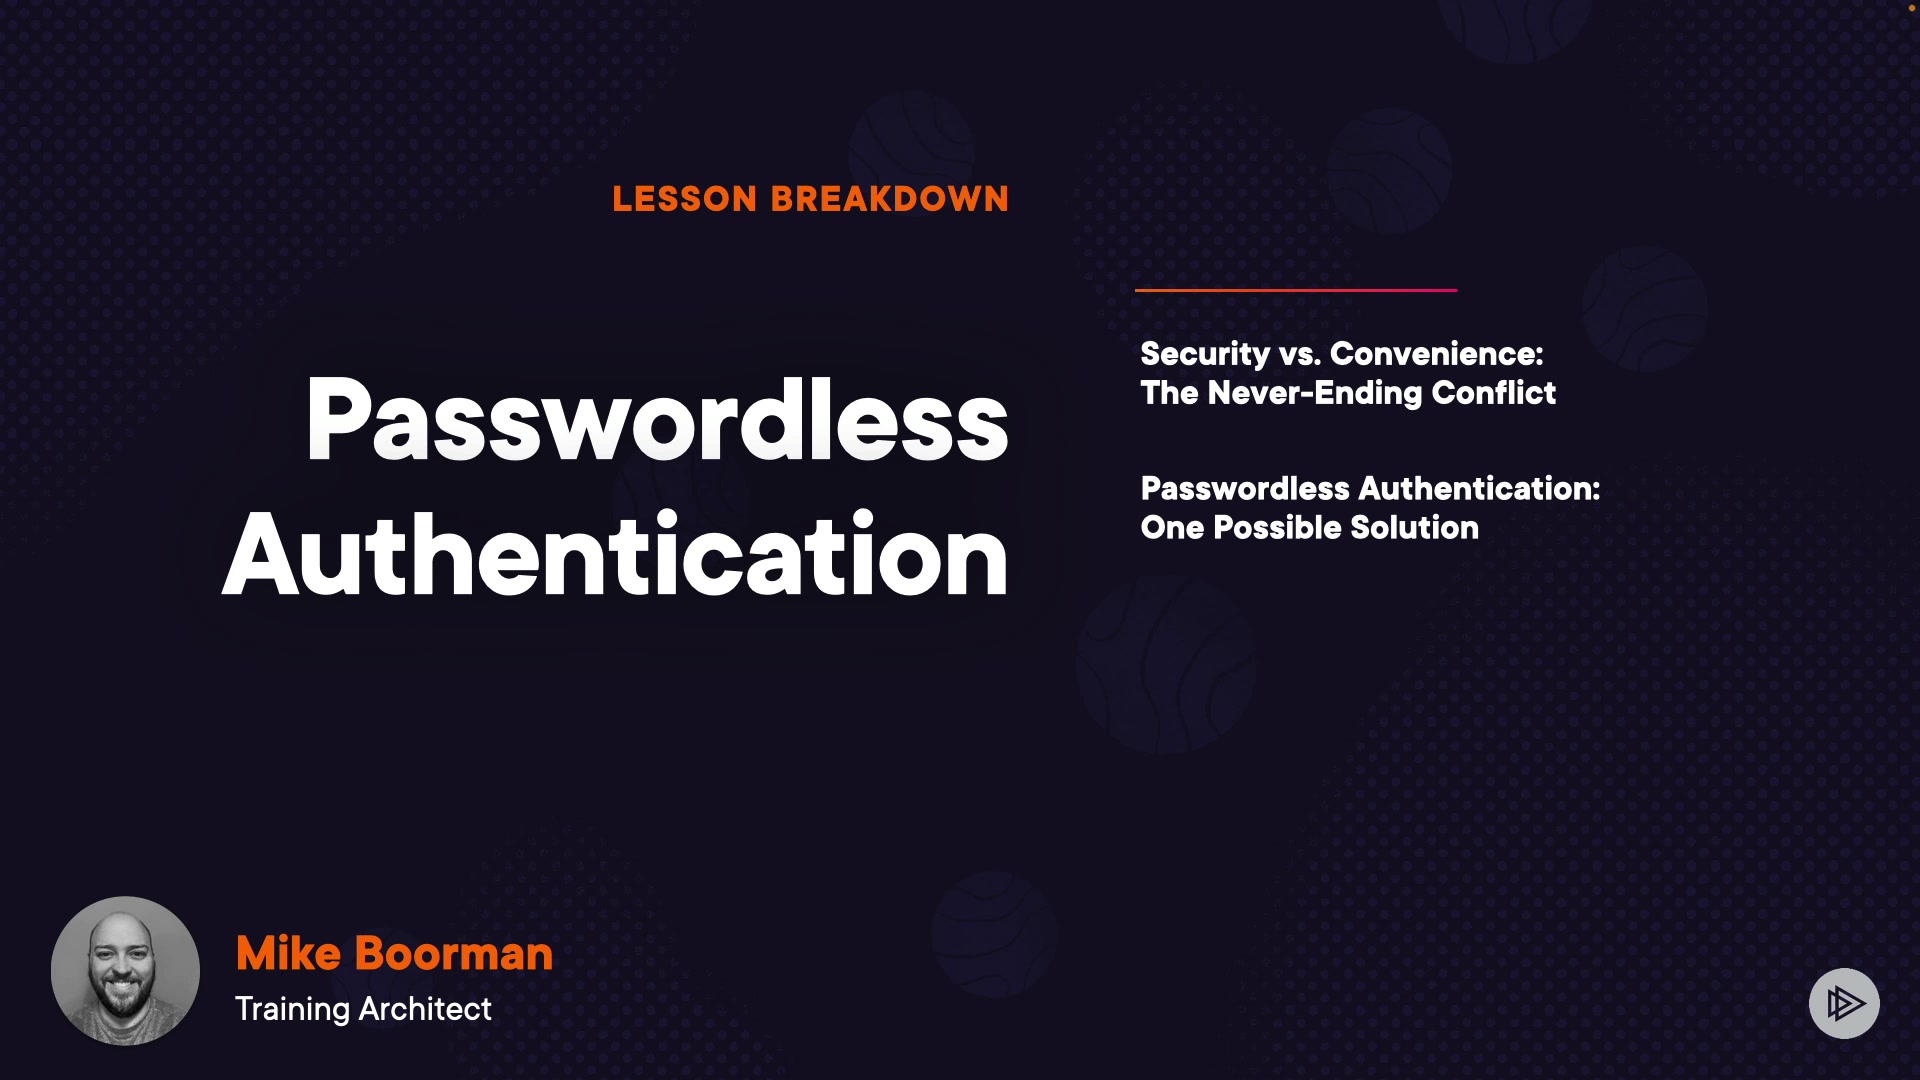 LESSON BREAKDOWN
Passwordless
Authentication
Security vs. Convenience:
The Never-Ending Conflict
Passwordless Authentication:
One Possible Solution
Mike Boorman
Training Architect